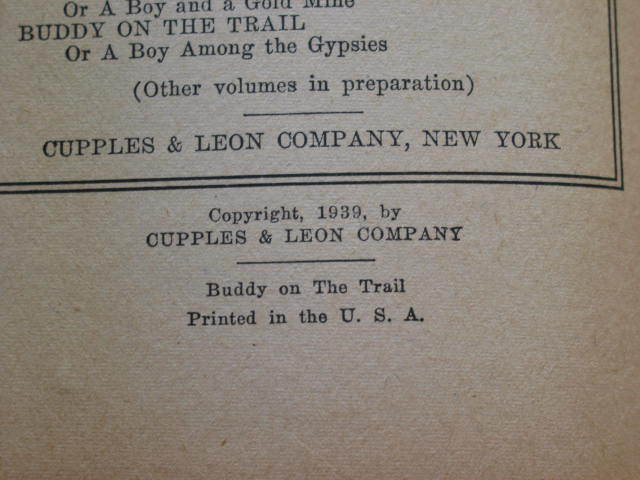 Or A Boy and a Gold Mine
BUDDY ON THE TRAIL
Or A Boy Among the Gypsies
(Other volumes in preparation)
CUPPLES & LEON COMPANY, NEW YORK
Copyright, 1939, by
CUPPLES & LEON COMPANY
Buddy on The Trail
Printed in the U. S. A.